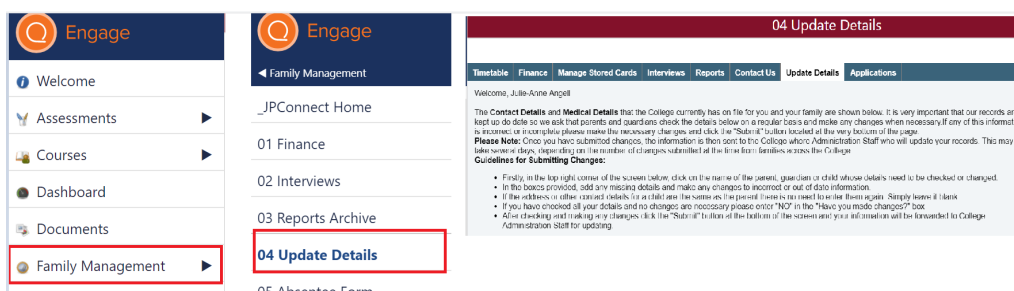 Engage
Welcome
Assessments
Courses
Dashboard
Documents
Family Management
Engage
Family Management
_JPConnect Home
01 Finance
02 Interviews
03 Reports Archive
04 Update Details
05 Absentee Form
04 Update Details
Timetable Finance Manage Stored Cards Interviews Reports Contact Us Update Details Applications
Welcome, Julie-Anne Angell
The Contact Details and Medical Details that the College currently has on file for you and your family are shown below. It is very important that our records are
kept up do date so we ask that parents and guardians check the details below on a regular basis and make any changes when necessary.If any of this informat
is incorrect or incomplete please make the necessary changes and click the "Submit" button located at the very bottom of the page.
Please Note: Once you have submitted changes, the information is then sent to the College where Administration Staff who will update your records. This may
take several days, depending on the number of changes submitted at the time from families across the College
Guidelines for Submitting Changes:
• Firstly, in the top right corner of the screen below, click on the name of the parent, guardian or child whose details need to be checked or changed.
• In the boxes provided, add any missing details and make any changes to incorrect or out of date information.
• If the address or other contact details for a child are the same as the parent there is no need to enter them again. Simply leave it blank
• If you have checked all your details and no changes are necessary please enter "NO" in the "Have you made changes?" box
• After checking and making any changes click the "Submit" button at the bottom of the screen and your information will be forwarded to College
Administration Staff for updating.